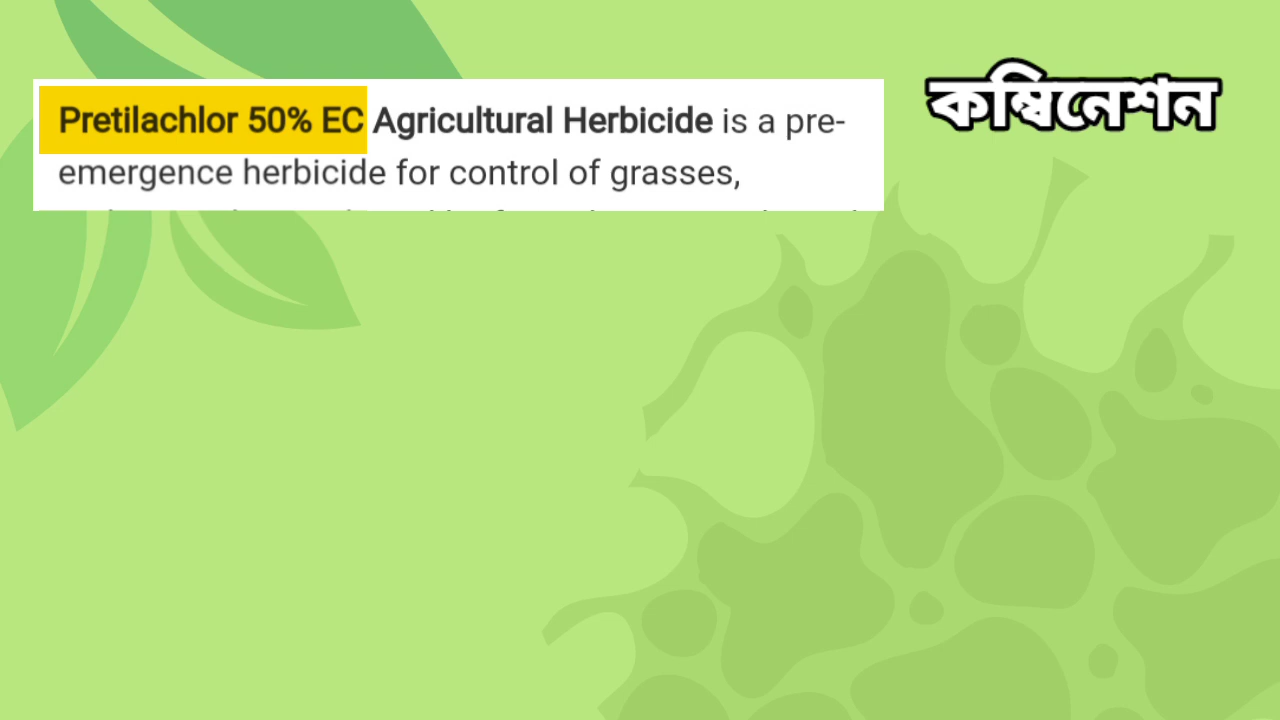 Pretilachlor 50% EC Agricultural Herbicide is a pre-
emergence herbicide for control of grasses,
কম্বিনেশন